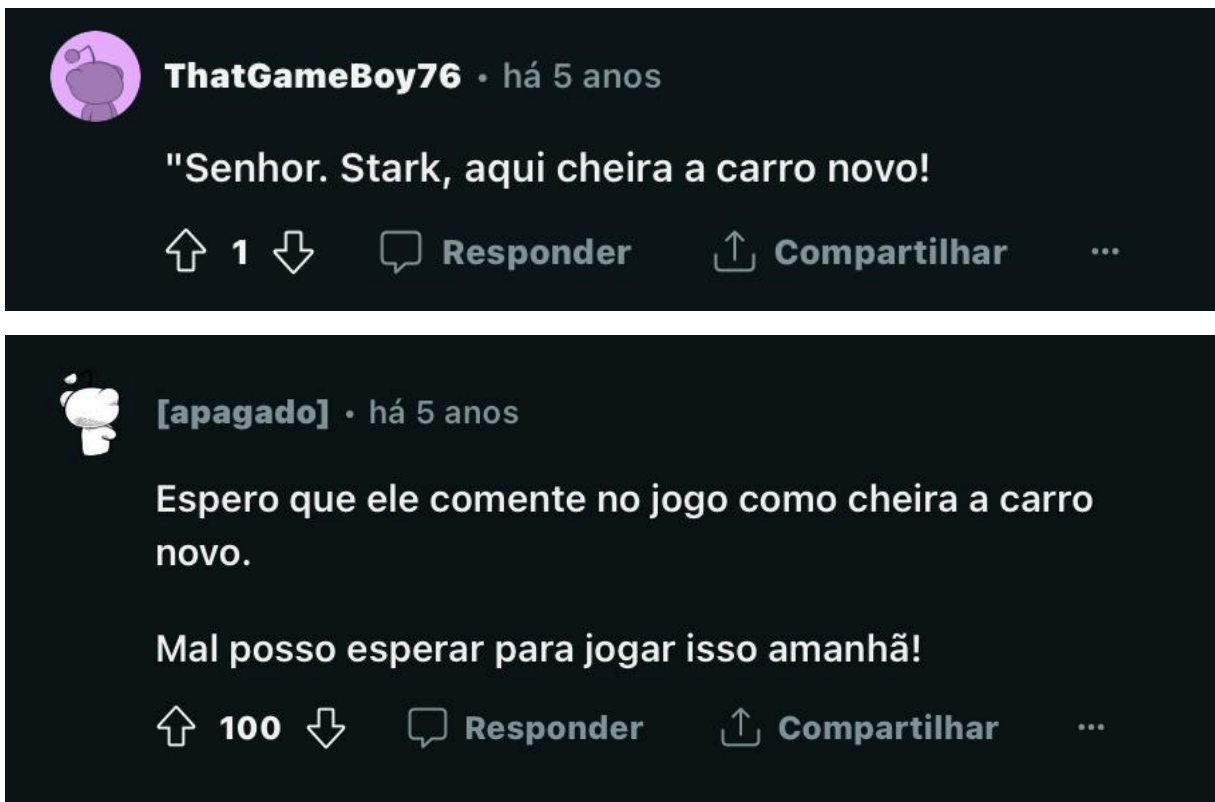 ThatGameBoy76 • há 5 anos
"Senhor. Stark, aqui cheira a carro novo!
1 Responder Compartilhar ...
[apagado] • há 5 anos
Espero que ele comente no jogo como cheira a carro
novo.
Mal posso esperar para jogar isso amanhã!
100 Responder Compartilhar ...